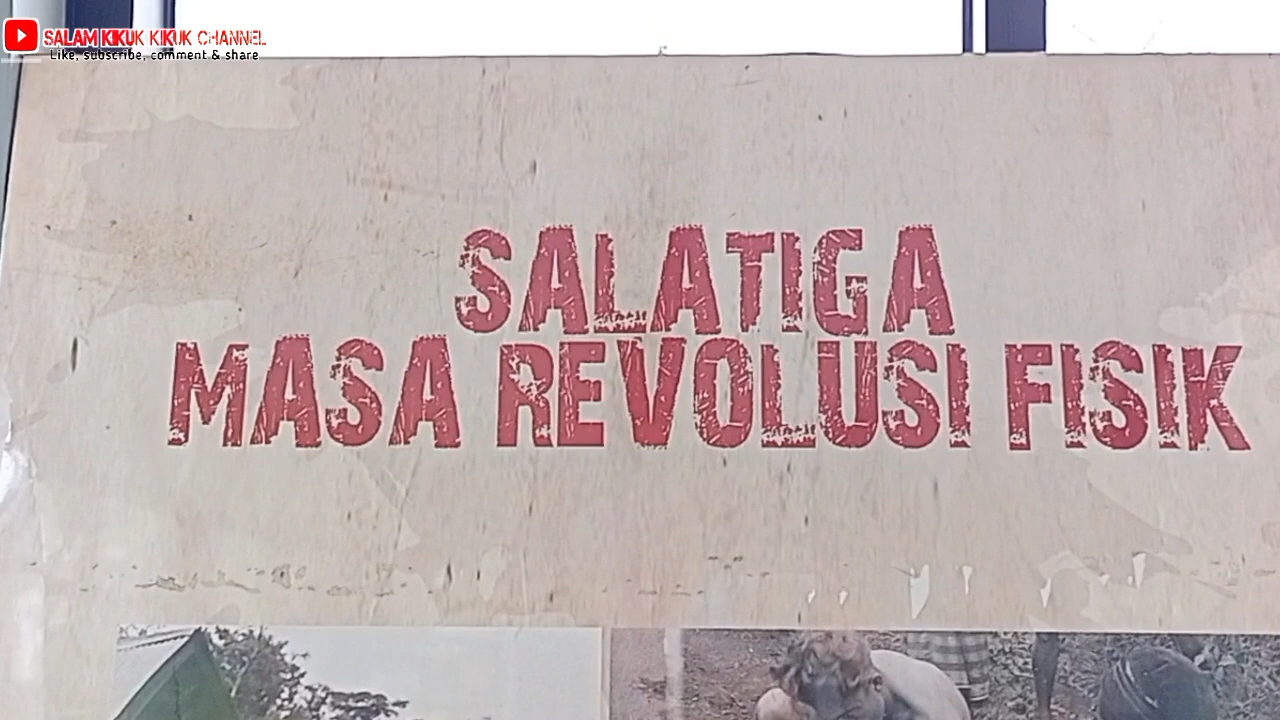 SALAM KIKUK KIKUK CHANNEL
Like, subscribe, comment & share
SALATIGA
MASA REVOLUSI FISIK